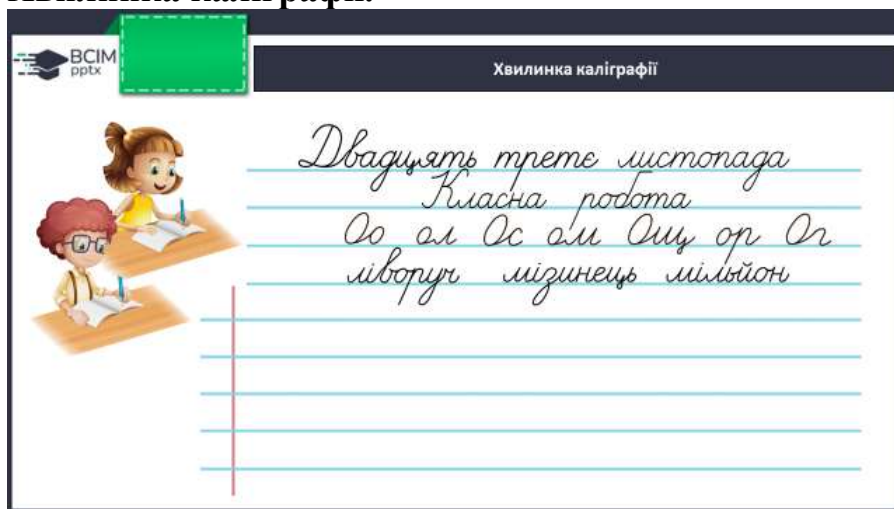 Хвилинка каліграфії.
ВСІМ
pptx
Хвилинка каліграфії
Двадцять третє листопада
Класна робота
Оо ол Ос ом Ощ ор Ог
ліворуч мізинець мільйон